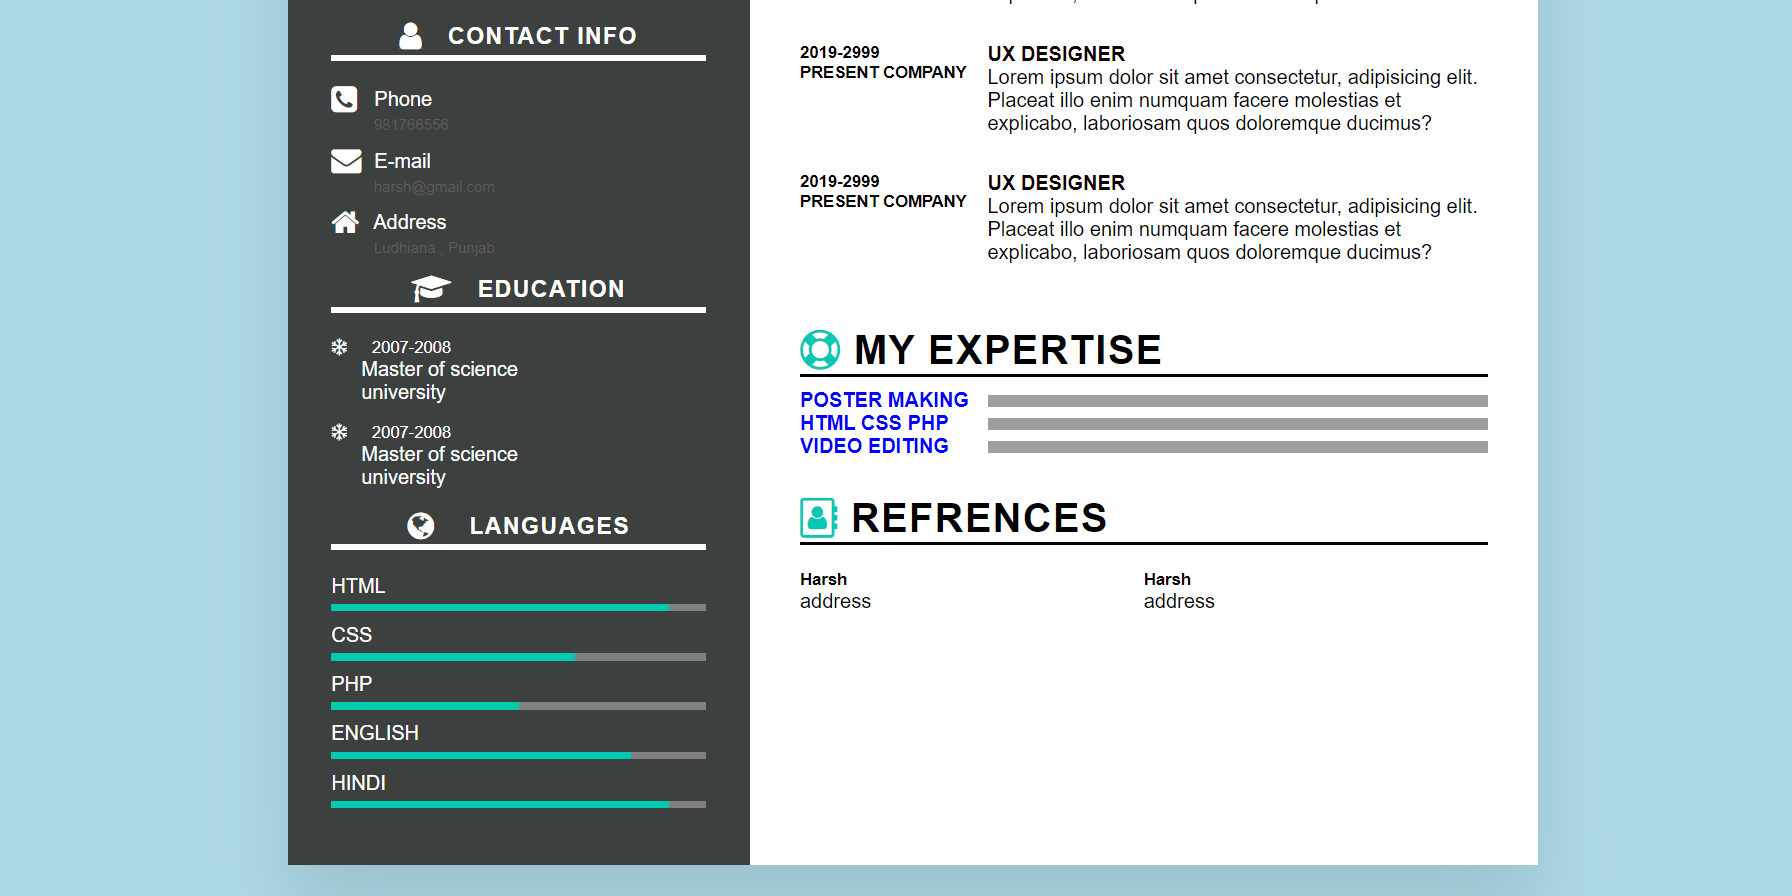 CONTACT INFO
Phone
981766556
E-mail
harsh@gmail.com
Address
Ludhiana , Punjab
EDUCATION
2007-2008
Master of science
university
2007-2008
Master of science
university
LANGUAGES
HTML
CSS
PHP
ENGLISH
HINDI
2019-2999
PRESENT COMPANY
UX DESIGNER
Lorem ipsum dolor sit amet consectetur, adipisicing elit.
Placeat illo enim numquam facere molestias et
explicabo, laboriosam quos doloremque ducimus?
2019-2999
PRESENT COMPANY
UX DESIGNER
Lorem ipsum dolor sit amet consectetur, adipisicing elit.
Placeat illo enim numquam facere molestias et
explicabo, laboriosam quos doloremque ducimus?
MY EXPERTISE
POSTER MAKING
HTML CSS PHP
VIDEO EDITING
REFRENCES
Harsh
address
Harsh
address